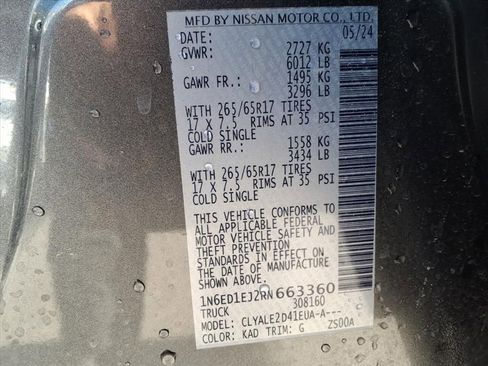 MFD BY NISSAN MOTOR CO., LTD.
DATE: 05/24
GVWR: 2727 KG
6012 LB
GAWR FR.: 1495 KG
3296 LB
WITH 265/65R17 TIRES
17 X 7.5 RIMS AT 35 PSI
COLD SINGLE
GAWR RR.: 1558 KG
3434 LB
WITH 265/65R17 TIRES
17 X 7.5 RIMS AT 35 PSI
COLD SINGLE
THIS VEHICLE CONFORMS TO
ALL APPLICABLE FEDERAL
MOTOR VEHICLE SAFETY AND
THEFT PREVENTION
STANDARDS IN EFFECT ON
THE DATE OF MANUFACTURE
SHOWN ABOVE.
1N6ED1EJ2RN663360
TRUCK 308160
MODEL: CLYALE2D41EUA-A---
COLOR: KAD TRIM: G ZS00A